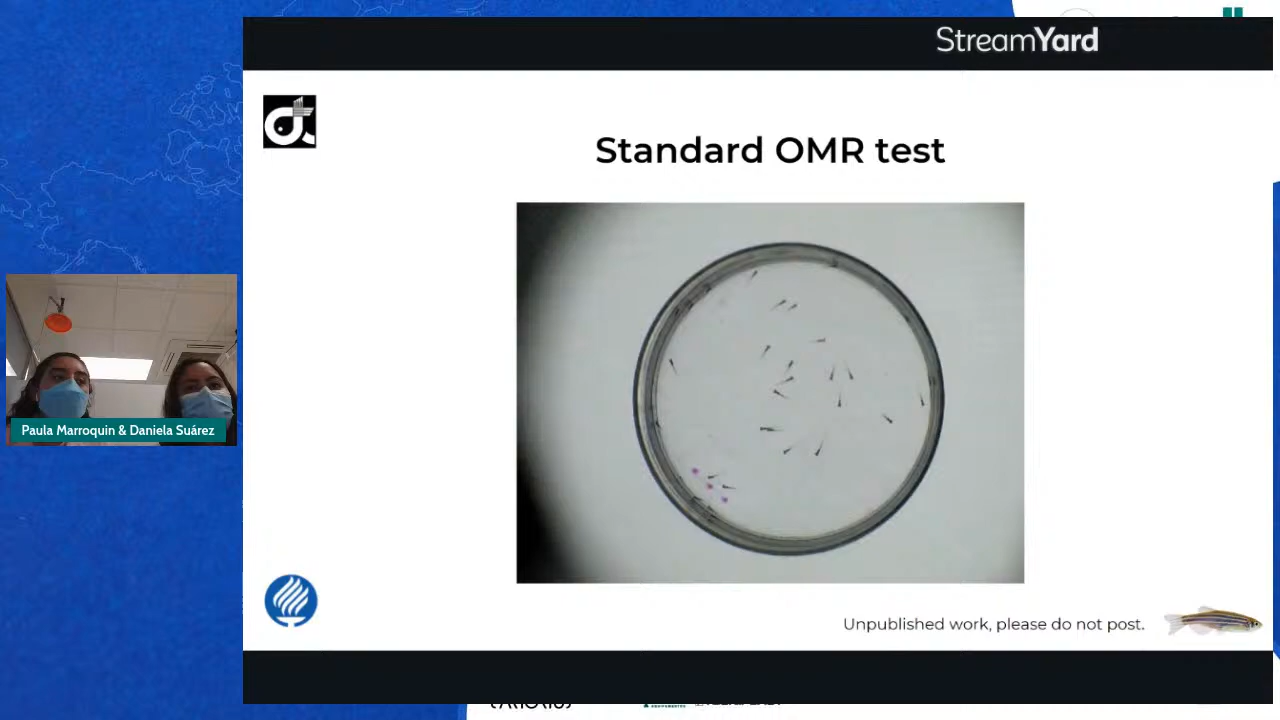 StreamYard
Standard OMR test
Paula Marroquin & Daniela Suárez
Unpublished work, please do not post.